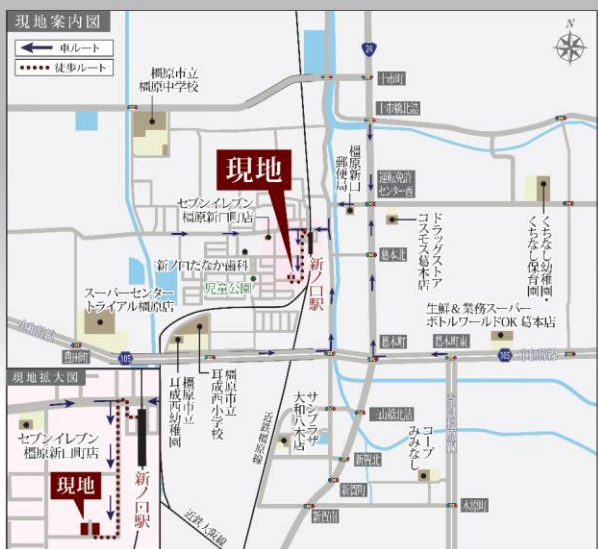 現地案内図
車ルート
徒歩ルート
N
24
十市町
十市橋北詰
橿原市立
橿原中学校
橿原新口
郵便局
運転免許
センター西
現地
セブンイレブン
橿原新口町店
ドラッグストア
コスモス葛本店
くちなし幼稚園・
くちなし保育園
葛本北
新ノ口たなか歯科
新ノ口駅
児童公園
スーパーセンター
トライアル橿原店
生鮮&業務スーパー
ボトルワールドOK 葛本店
葛本町
葛本町東
105
中和幹線
豊田町
105
橿原市立
耳成西小学校
橿原市立
耳成西幼稚園
近鉄橿原線
サンプラザ
大和八木店
コープ
みみなし
新賀北
新賀町
新賀南
木原町
近鉄大阪線
現地拡大図
セブンイレブン
橿原新口町店
現地
新ノ口駅